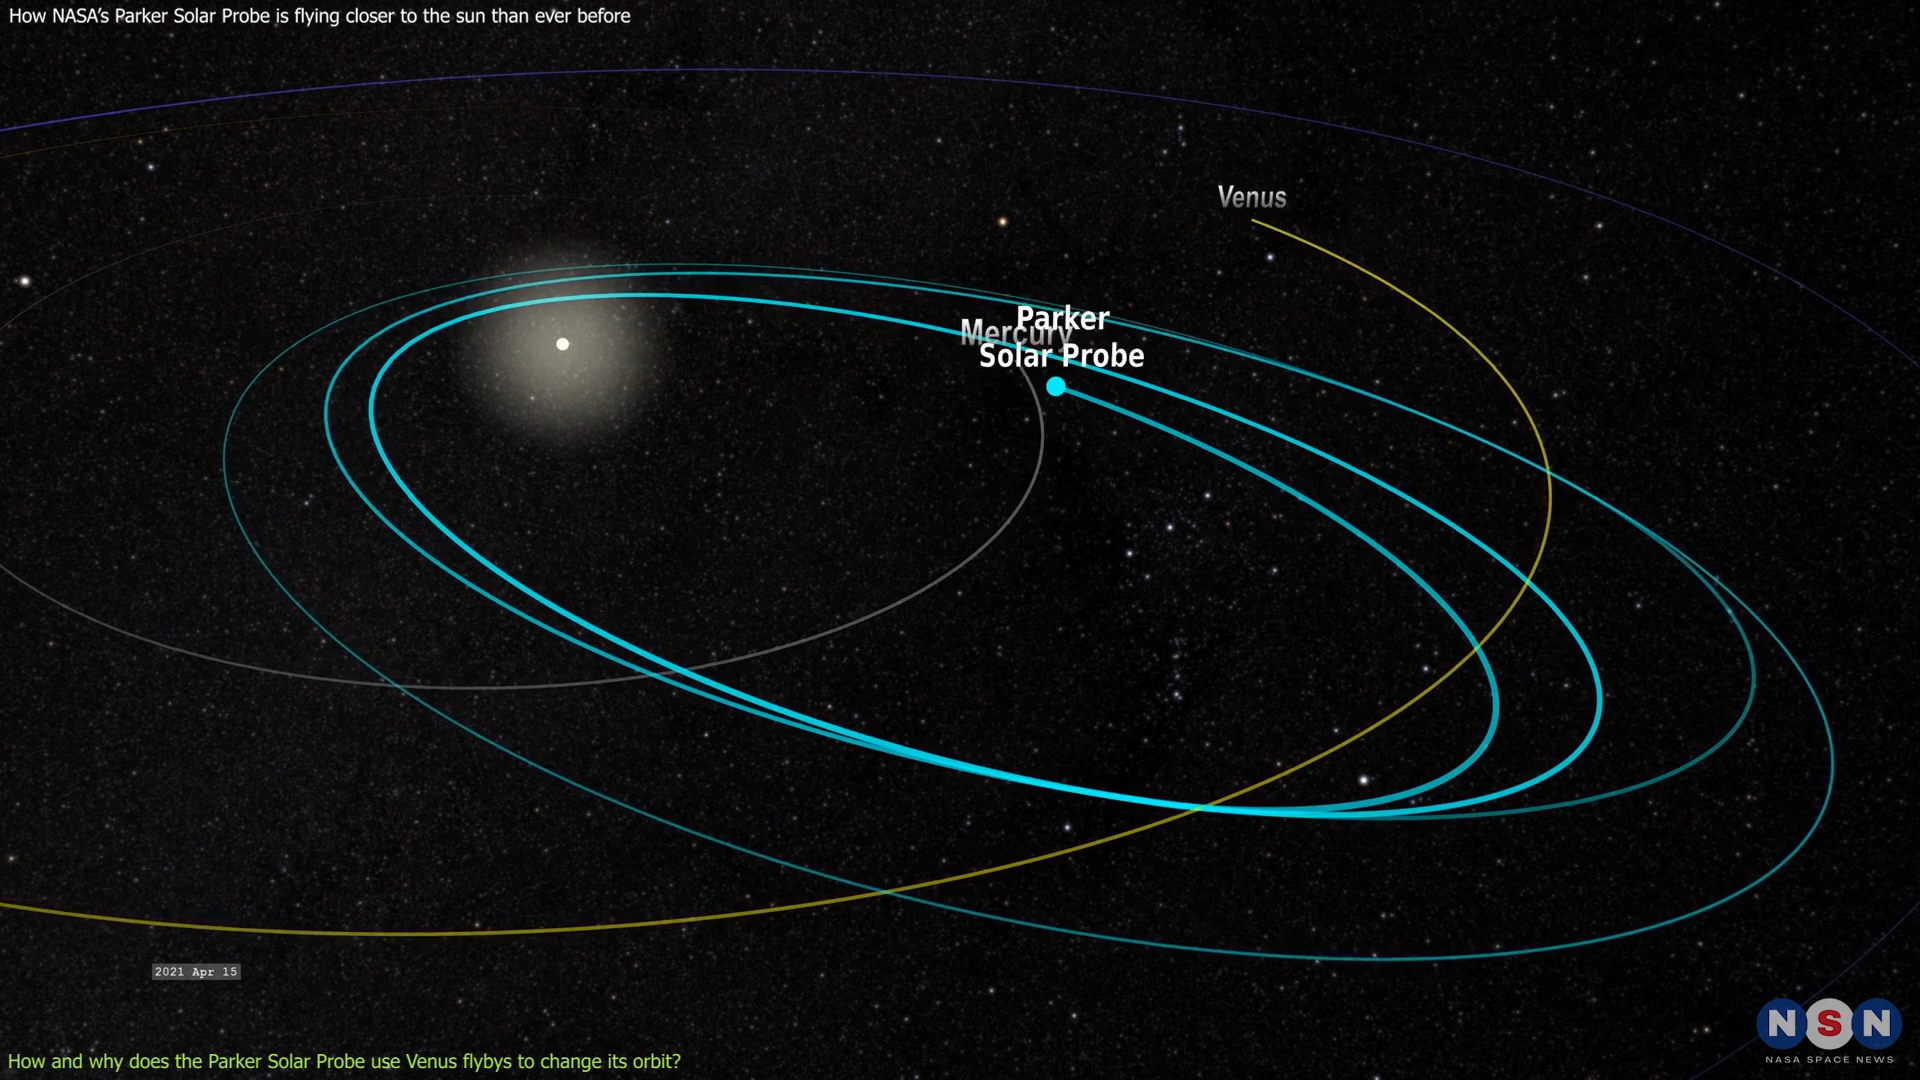 How NASA’s Parker Solar Probe is flying closer to the sun than ever before
Venus
Parker
Mercury
Solar Probe
2021 Apr 15
How and why does the Parker Solar Probe use Venus flybys to change its orbit?
NSN
NASA SPACE NEWS